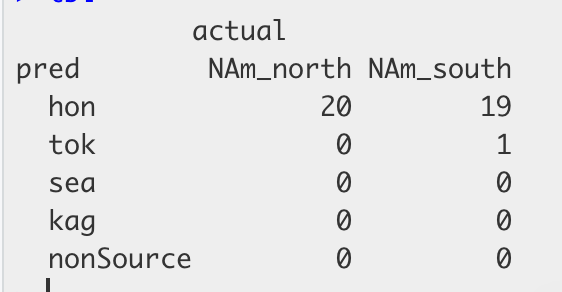 actual
pred NAm_north NAm_south
hon 20 19
tok 0 1
sea 0 0
kag 0 0
nonSource 0 0